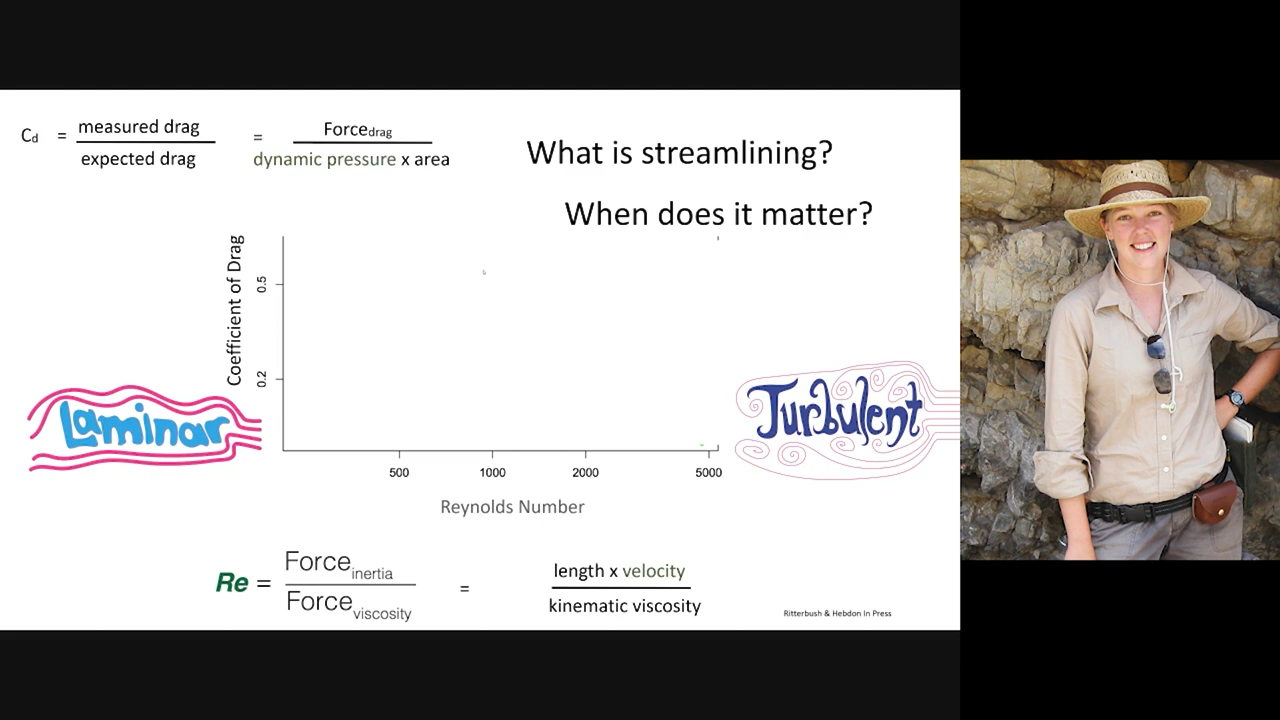 Cd = measured drag / expected drag = Forcedrag / dynamic pressure x area
What is streamlining?
When does it matter?
Coefficient of Drag
0.5
0.2
Laminar
Turbulent
500 1000 2000 5000
Reynolds Number
Re = Forceinertia / Forceviscosity = length x velocity / kinematic viscosity
Ritterbush & Hebdon In Press